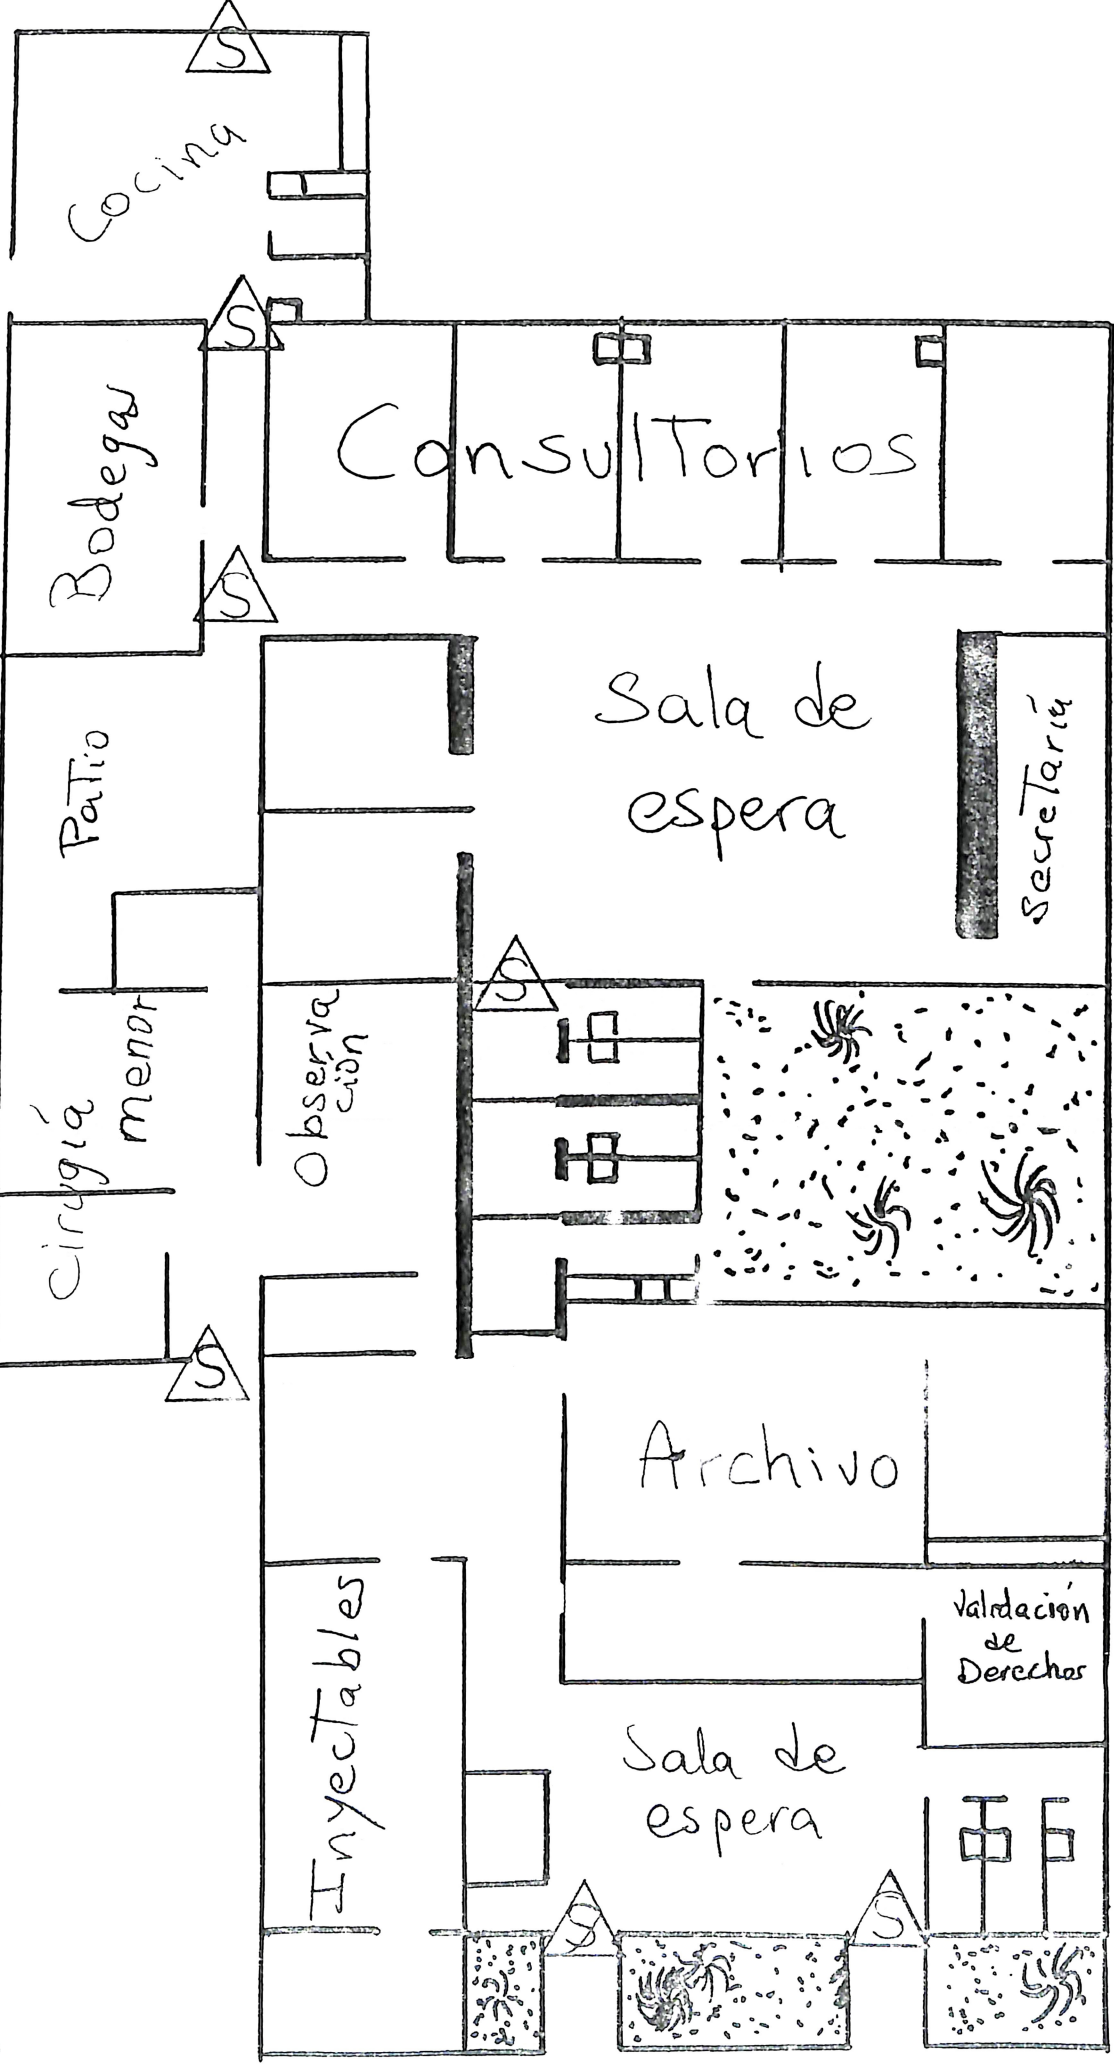 S
Cocina
S
Consultorios
Bodegas
S
Sala de
espera
Secretaría
Patio
S
Observa
ción
Cirugía
menor
S
Archivo
Validación
de
Derechos
Inyectables
Sala de
espera
S
S